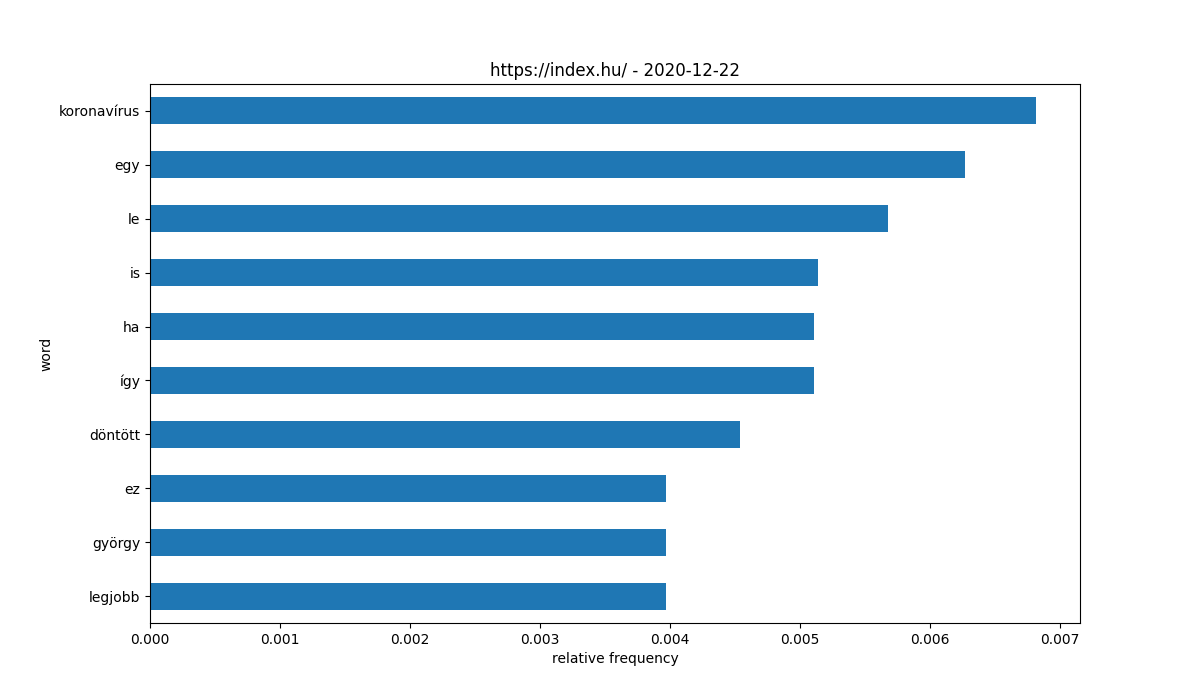 https://index.hu/ - 2020-12-22
koronavírus
egy
le
is
ha
így
döntött
ez
györgy
legjobb
word
0.000 0.001 0.002 0.003 0.004 0.005 0.006 0.007
relative frequency